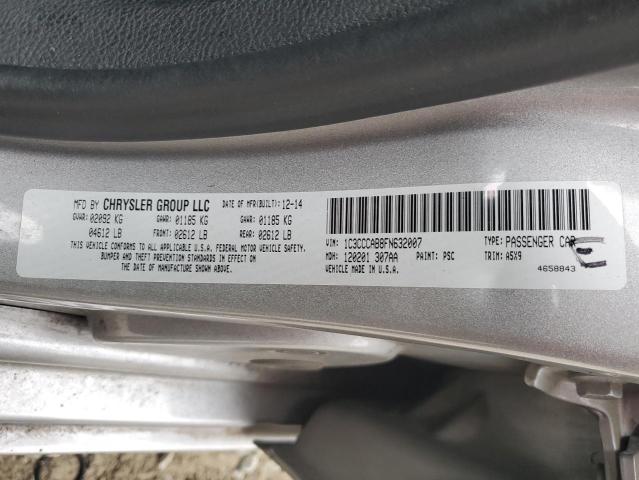 MFD BY CHRYSLER GROUP LLC DATE OF MFR(BUILT): 12-14
GVWR: 02092 KG GAWR: 01185 KG GAWR: 01185 KG
04612 LB FRONT: 02612 LB REAR: 02612 LB
THIS VEHICLE CONFORMS TO ALL APPLICABLE U.S.A. FEDERAL MOTOR VEHICLE SAFETY,
BUMPER AND THEFT PREVENTION STANDARDS IN EFFECT ON
THE DATE OF MANUFACTURE SHOWN ABOVE.
VIN: 1C3CCCAB8FN632007 TYPE: PASSENGER CAR
MDH: 120201 307AA PAINT: PSC TRIM: A5X9
VEHICLE MADE IN U.S.A. 4658843